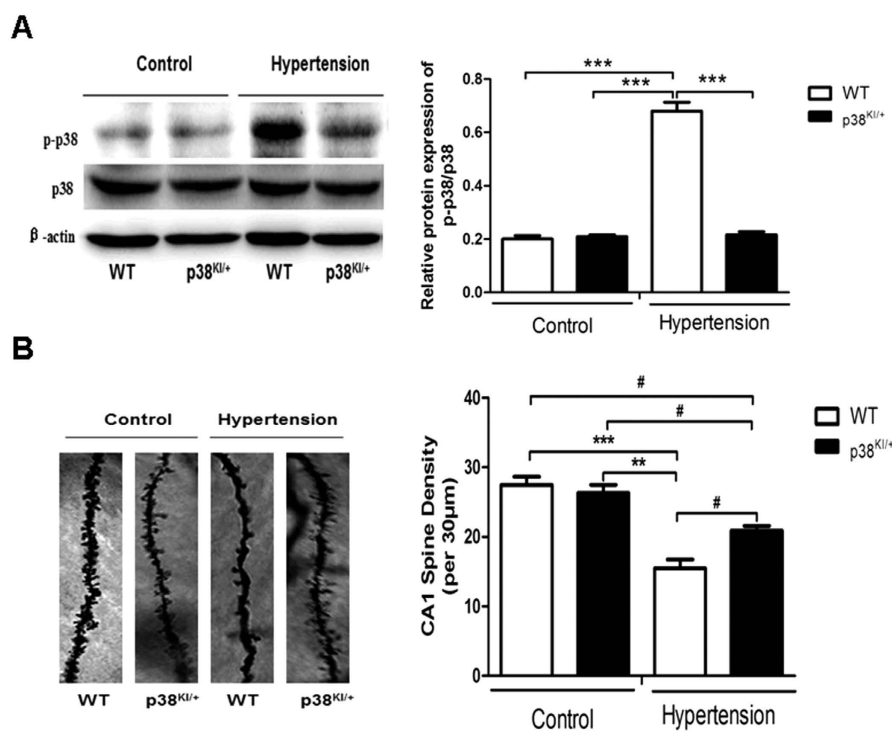 A
Control Hypertension
p-p38
p38
β-actin
WT p38KI/+ WT p38KI/+
Relative protein expression of
p-p38/p38
0.8
0.6
0.4
0.2
0.0
*** *** ***
Control Hypertension
WT
p38KI/+
B
Control Hypertension
WT p38KI/+ WT p38KI/+
CA1 Spine Density
(per 30μm)
40
30
20
10
0
#
#
***
**
#
Control Hypertension
WT
p38KI/+